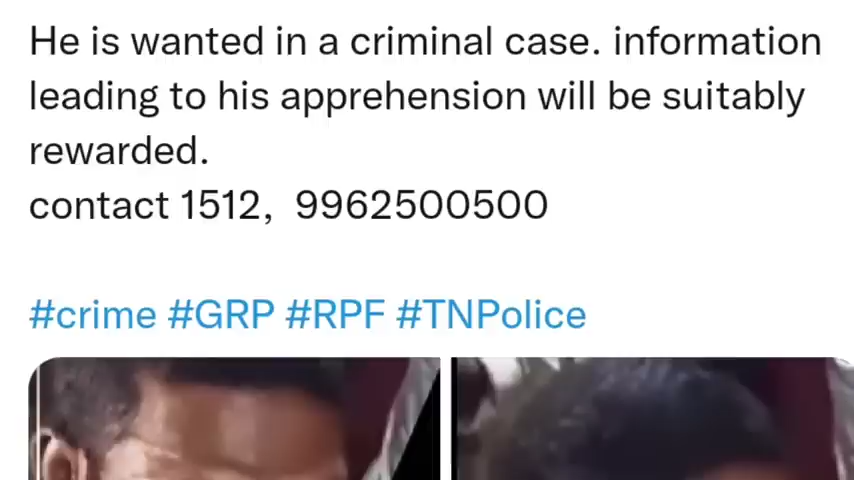 He is wanted in a criminal case. information
leading to his apprehension will be suitably
rewarded.
contact 1512, 9962500500
#crime #GRP #RPF #TNPolice